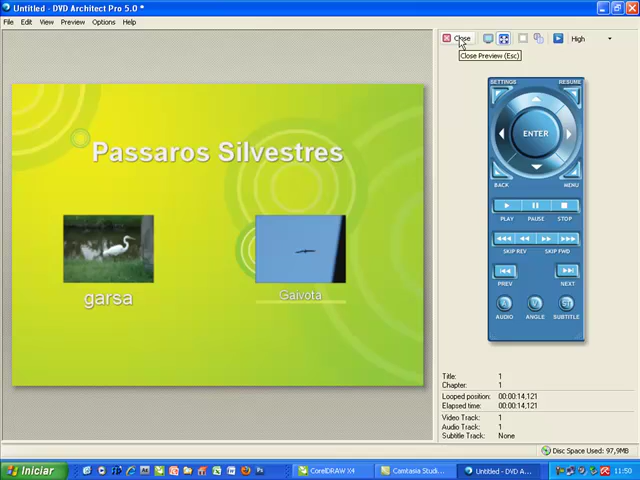 Untitled - DVD Architect Pro 5.0 *
File Edit View Preview Options Help
Close
High
Close Preview (Esc)
Passaros Silvestres
garsa
Gaivota
SETTINGS RESUME
ENTER
BACK MENU
PLAY PAUSE STOP
SKIP REV SKIP FWD
PREV NEXT
AUDIO ANGLE SUBTITLE
Title: 1
Chapter: 1
Looped position: 00:00:14,121
Elapsed time: 00:00:14,121
Video Track: 1
Audio Track: 1
Subtitle Track: None
Disc Space Used: 97,9MB
Iniciar
CorelDRAW X4
Camtasia Studi...
Untitled - DVD A...
11:50